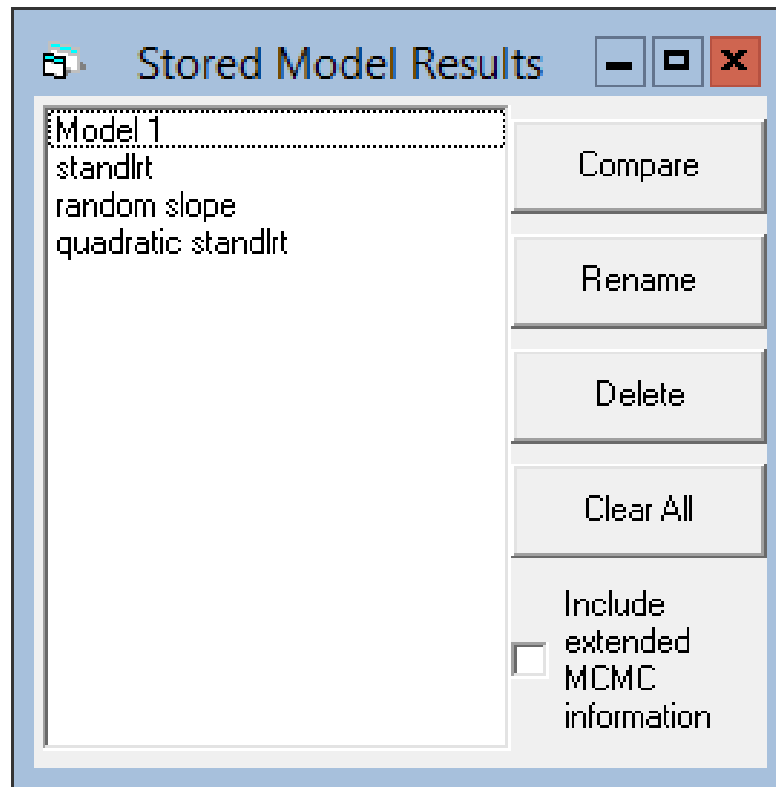 Stored Model Results
Model 1
standlrt
random slope
quadratic standlrt
Compare
Rename
Delete
Clear All
Include
extended
MCMC
information